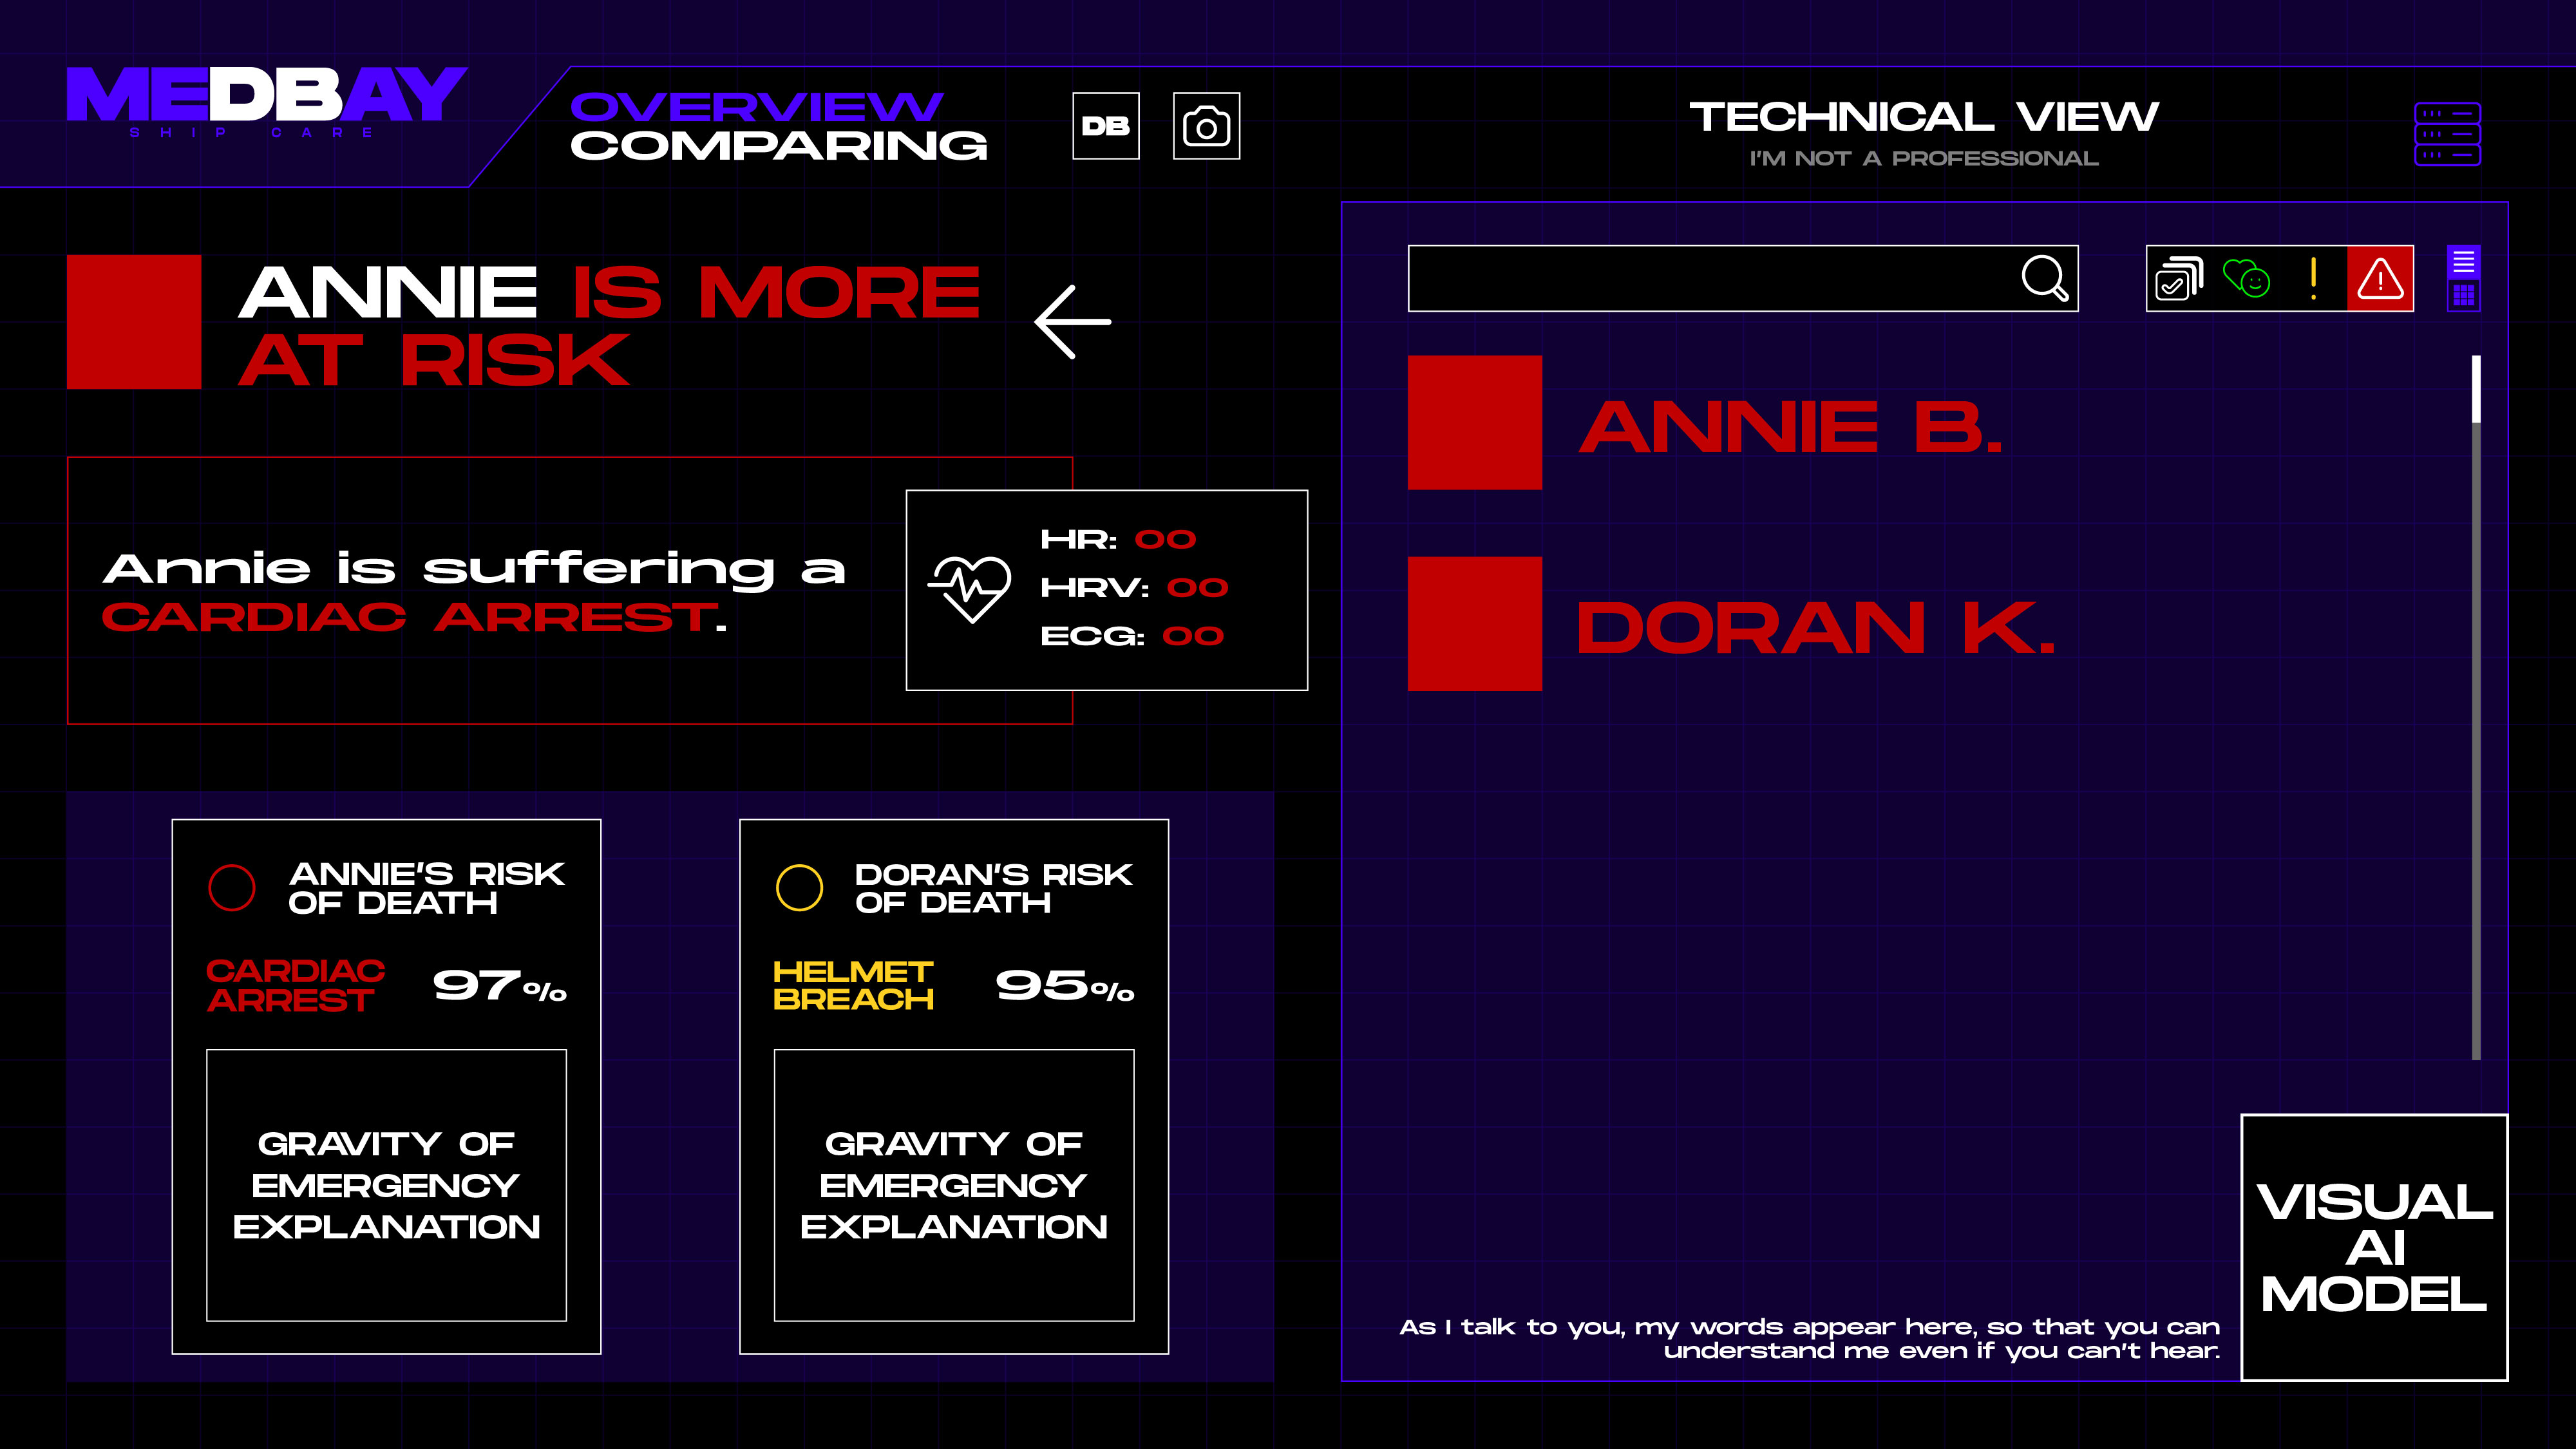 MEDBAY
SHIP CARE
OVERVIEW
COMPARING
DB
TECHNICAL VIEW
I'M NOT A PROFESSIONAL
ANNIE IS MORE
AT RISK
Annie is suffering a
CARDIAC ARREST.
HR: 00
HRV: 00
ECG: 00
ANNIE'S RISK
OF DEATH
CARDIAC
ARREST
97%
GRAVITY OF
EMERGENCY
EXPLANATION
DORAN'S RISK
OF DEATH
HELMET
BREACH
95%
GRAVITY OF
EMERGENCY
EXPLANATION
ANNIE B.
DORAN K.
As I talk to you, my words appear here, so that you can
understand me even if you can't hear.
VISUAL
AI
MODEL